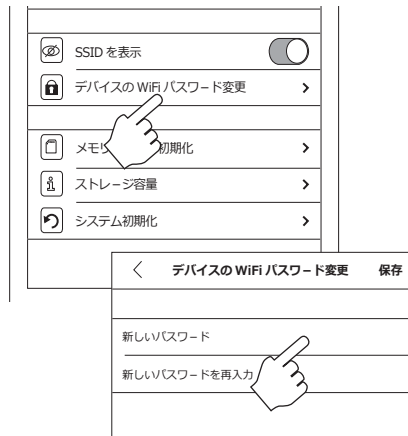 SSID を表示
デバイスの WiFi パスワード変更
メモリ 初期化
ストレージ容量
システム初期化
デバイスの WiFi パスワード変更 保存
新しいパスワード
新しいパスワードを再入力